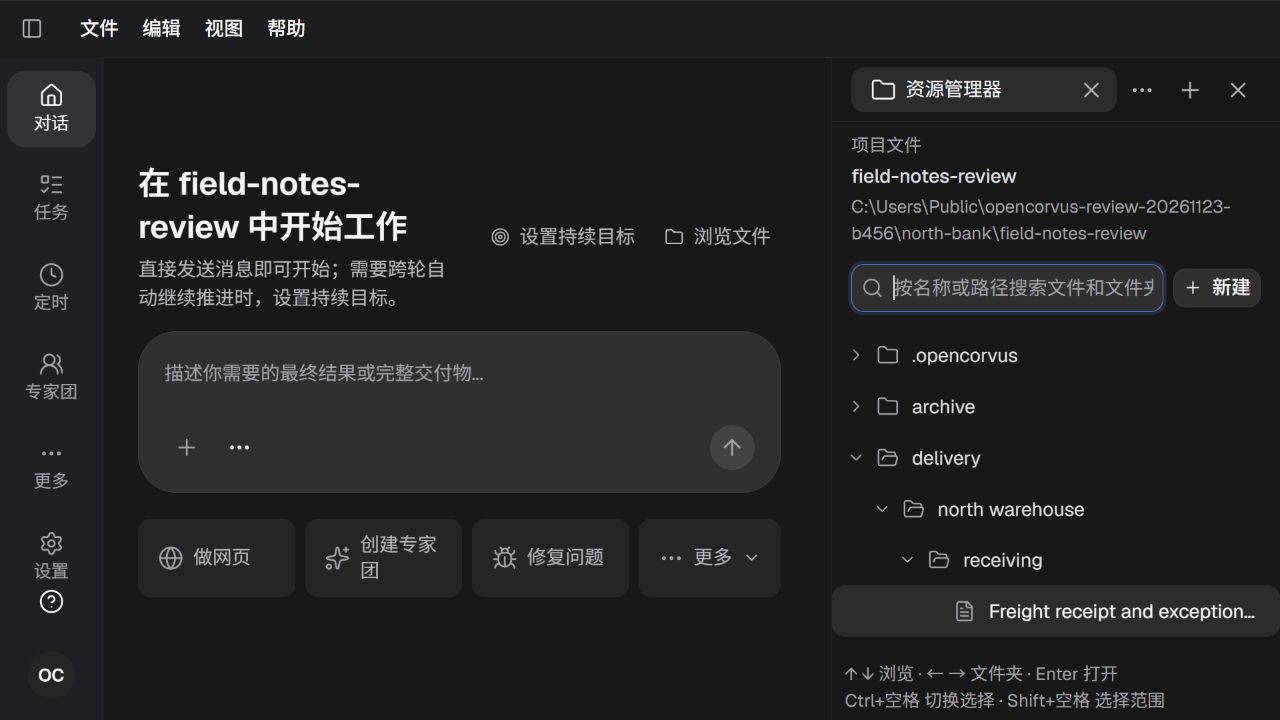 文件 编辑 视图 帮助
对话
任务
定时
专家团
更多
设置
OC
在 field-notes-
review 中开始工作
直接发送消息即可开始；需要跨轮自
动继续推进时，设置持续目标。
设置持续目标
浏览文件
描述你需要的最终结果或完整交付物...
做网页
创建专家
团
修复问题
更多
资源管理器
项目文件
field-notes-review
C:\Users\Public\opencorvus-review-20261123-
b456\north-bank\field-notes-review
按名称或路径搜索文件和文件夹
新建
.opencorvus
archive
delivery
north warehouse
receiving
Freight receipt and exception...
↑↓ 浏览 · ←→ 文件夹 · Enter 打开
Ctrl+空格 切换选择 · Shift+空格 选择范围